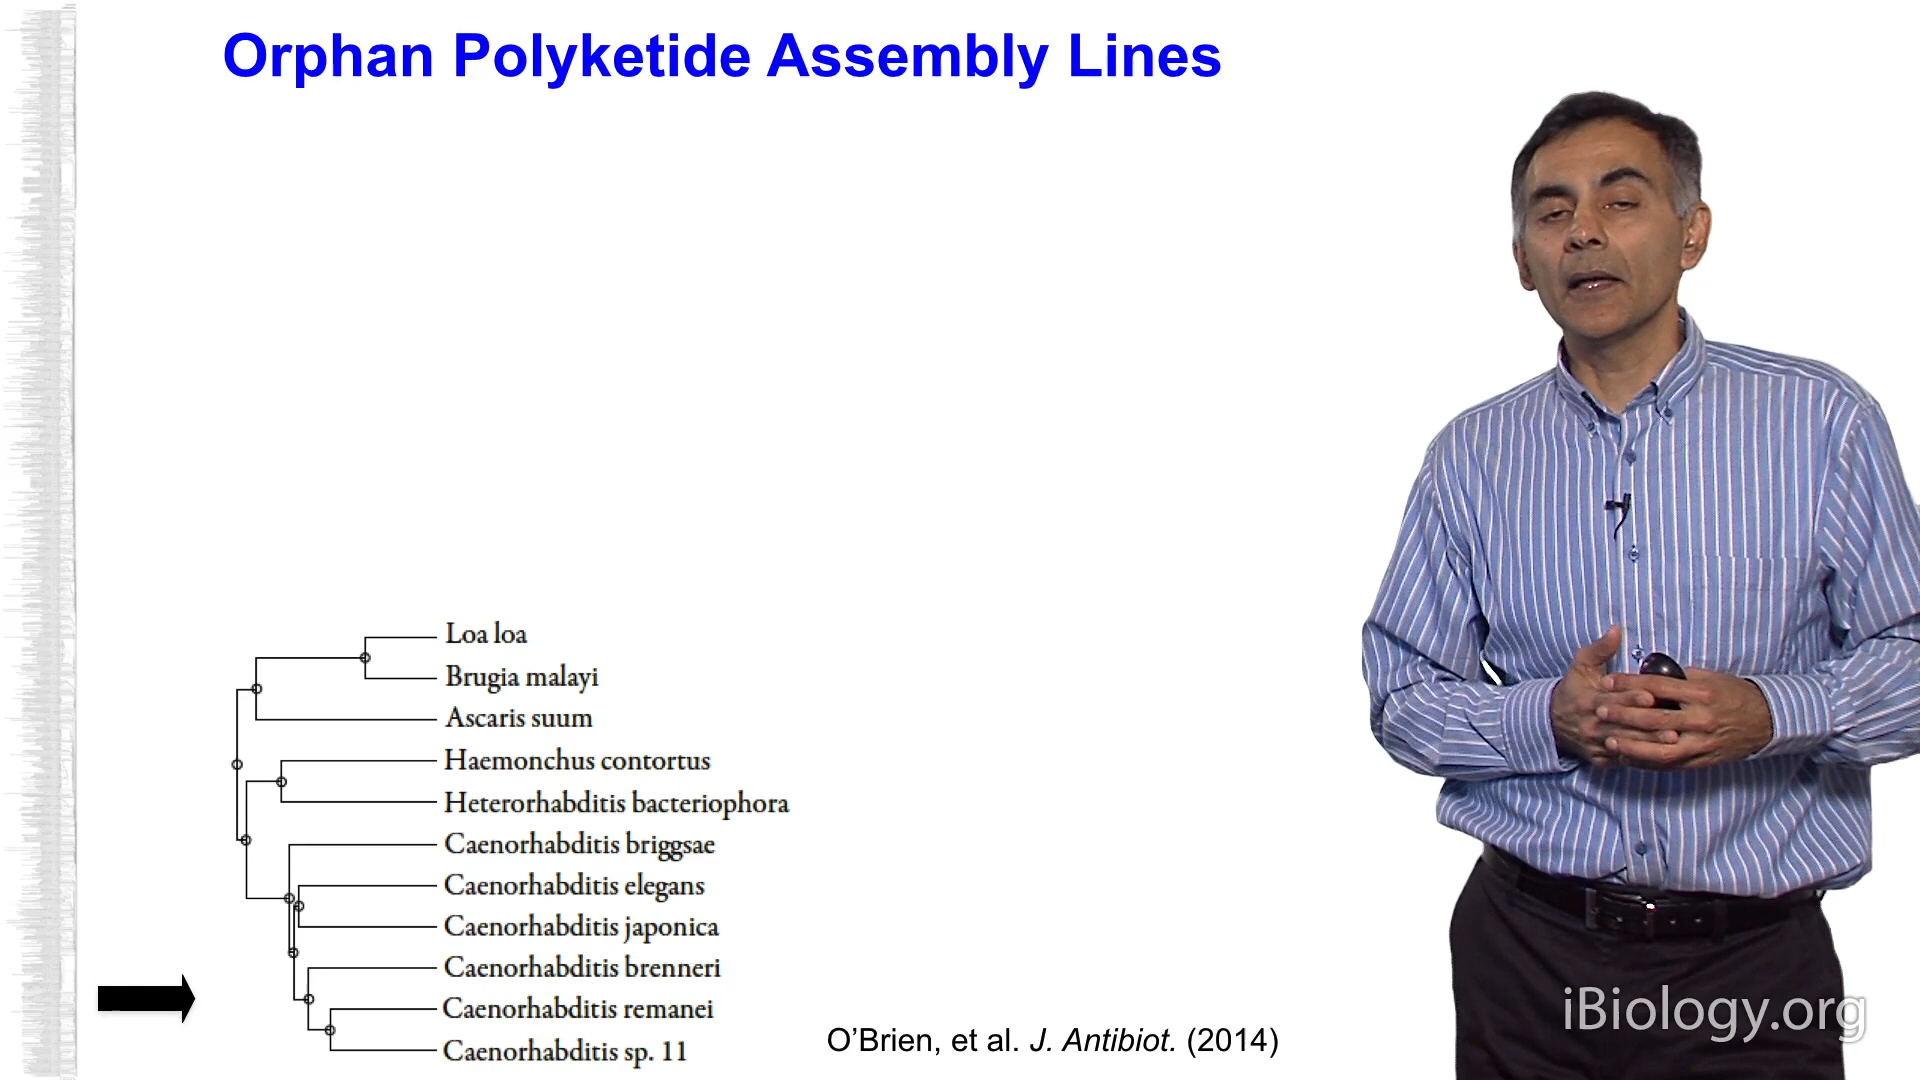 Orphan Polyketide Assembly Lines
Loa loa
Brugia malayi
Ascaris suum
Haemonchus contortus
Heterorhabditis bacteriophora
Caenorhabditis briggsae
Caenorhabditis elegans
Caenorhabditis japonica
Caenorhabditis brenneri
Caenorhabditis remanei
Caenorhabditis sp. 11
O’Brien, et al. J. Antibiot. (2014)
iBiology.org